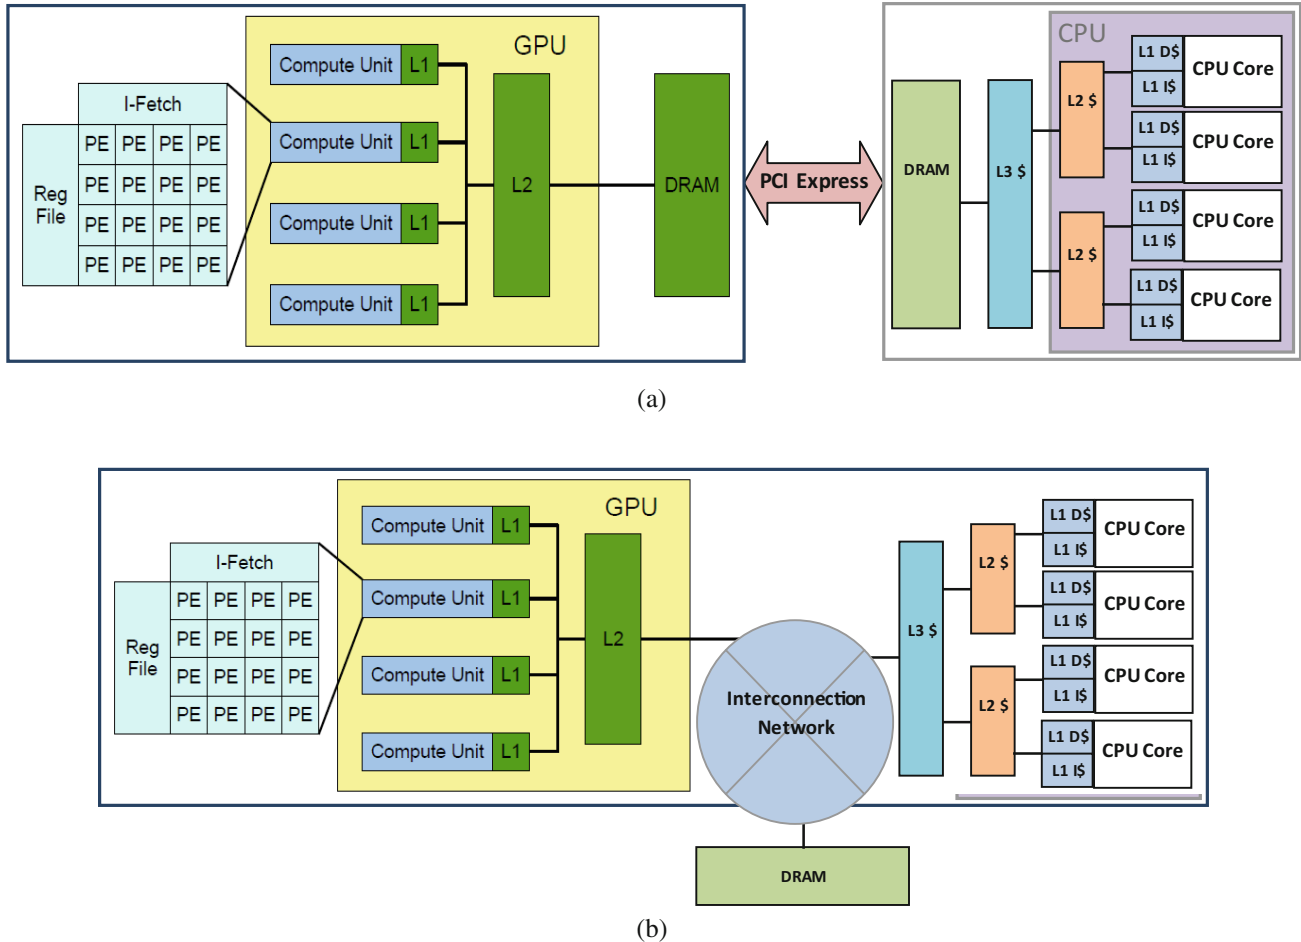 GPU
Compute Unit L1
I-Fetch
Compute Unit L1
PE PE PE PE
PE PE PE PE
Reg
File
PE PE PE PE
PE PE PE PE
Compute Unit L1
Compute Unit L1
L2
DRAM
PCI Express
DRAM
L3 $
CPU
L2 $
L1 D$
L1 I$
CPU Core
L1 D$
L1 I$
CPU Core
L2 $
L1 D$
L1 I$
CPU Core
L1 D$
L1 I$
CPU Core
(a)
GPU
Compute Unit L1
I-Fetch
Compute Unit L1
PE PE PE PE
PE PE PE PE
Reg
File
PE PE PE PE
PE PE PE PE
Compute Unit L1
Compute Unit L1
L2
Interconnection
Network
L3 $
L2 $
L1 D$
L1 I$
CPU Core
L1 D$
L1 I$
CPU Core
L2 $
L1 D$
L1 I$
CPU Core
L1 D$
L1 I$
CPU Core
DRAM
(b)